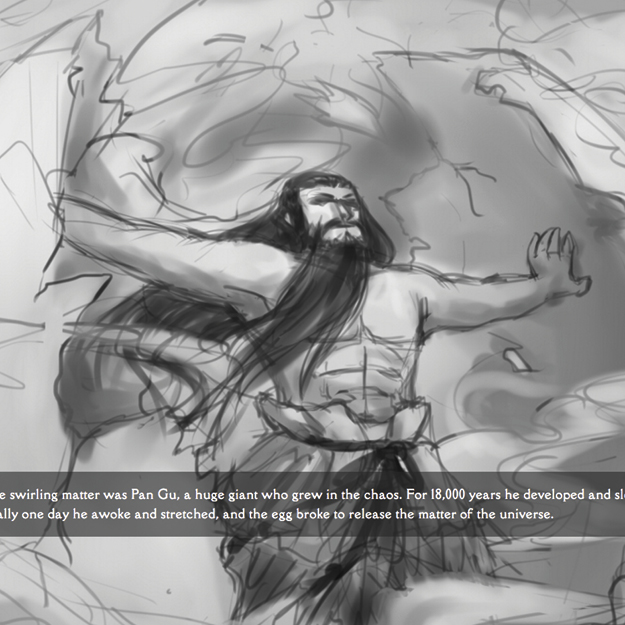 swirling matter was Pan Gu, a huge giant who grew in the chaos. For 18,000 years he developed and
one day he awoke and stretched, and the egg broke to release the matter of the universe.